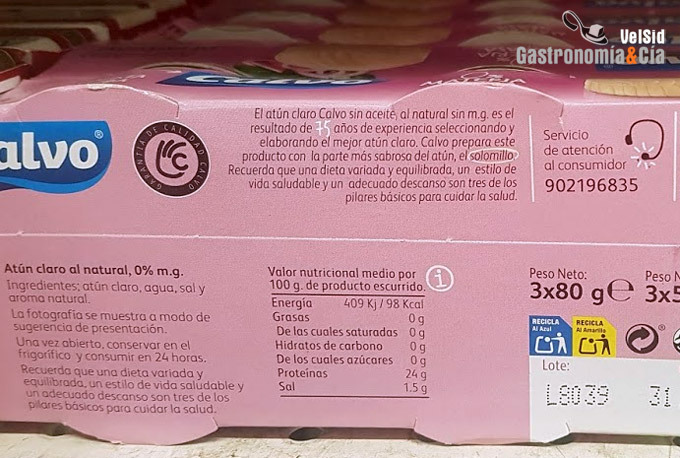 VelSid
Gastronomía&Cía
Calvo
alvo®
GARANTIA DE CALIDAD CALVO
El atún claro Calvo sin aceite, al natural sin m.g. es el
resultado de 75 años de experiencia seleccionando y
elaborando el mejor atún claro. Calvo prepara este
producto con la parte más sabrosa del atún, el solomillo.
Recuerda que una dieta variada y equilibrada, un estilo de
vida saludable y un adecuado descanso son tres de los
pilares básicos para cuidar la salud.
Servicio
de atención
al consumidor
902196835
Atún claro al natural, 0% m.g.
Ingredientes: atún claro, agua, sal y
aroma natural.
La fotografía se muestra a modo de
sugerencia de presentación.
Una vez abierto, conservar en el
frigorífico y consumir en 24 horas.
Recuerda que una dieta variada y
equilibrada, un estilo de vida saludable y
un adecuado descanso son tres de los
pilares básicos para cuidar la salud.
Valor nutricional medio por
100 g. de producto escurrido.
Energía 409 Kj / 98 Kcal
Grasas 0 g
De las cuales saturadas 0 g
Hidratos de carbono 0 g
De los cuales azúcares 0 g
Proteínas 24 g
Sal 1.5 g
Peso Neto: Peso N
3x80 g℮ 3x5
RECICLA
Al Azul
RECICLA
Al Amarillo
Lote:
L8039 31